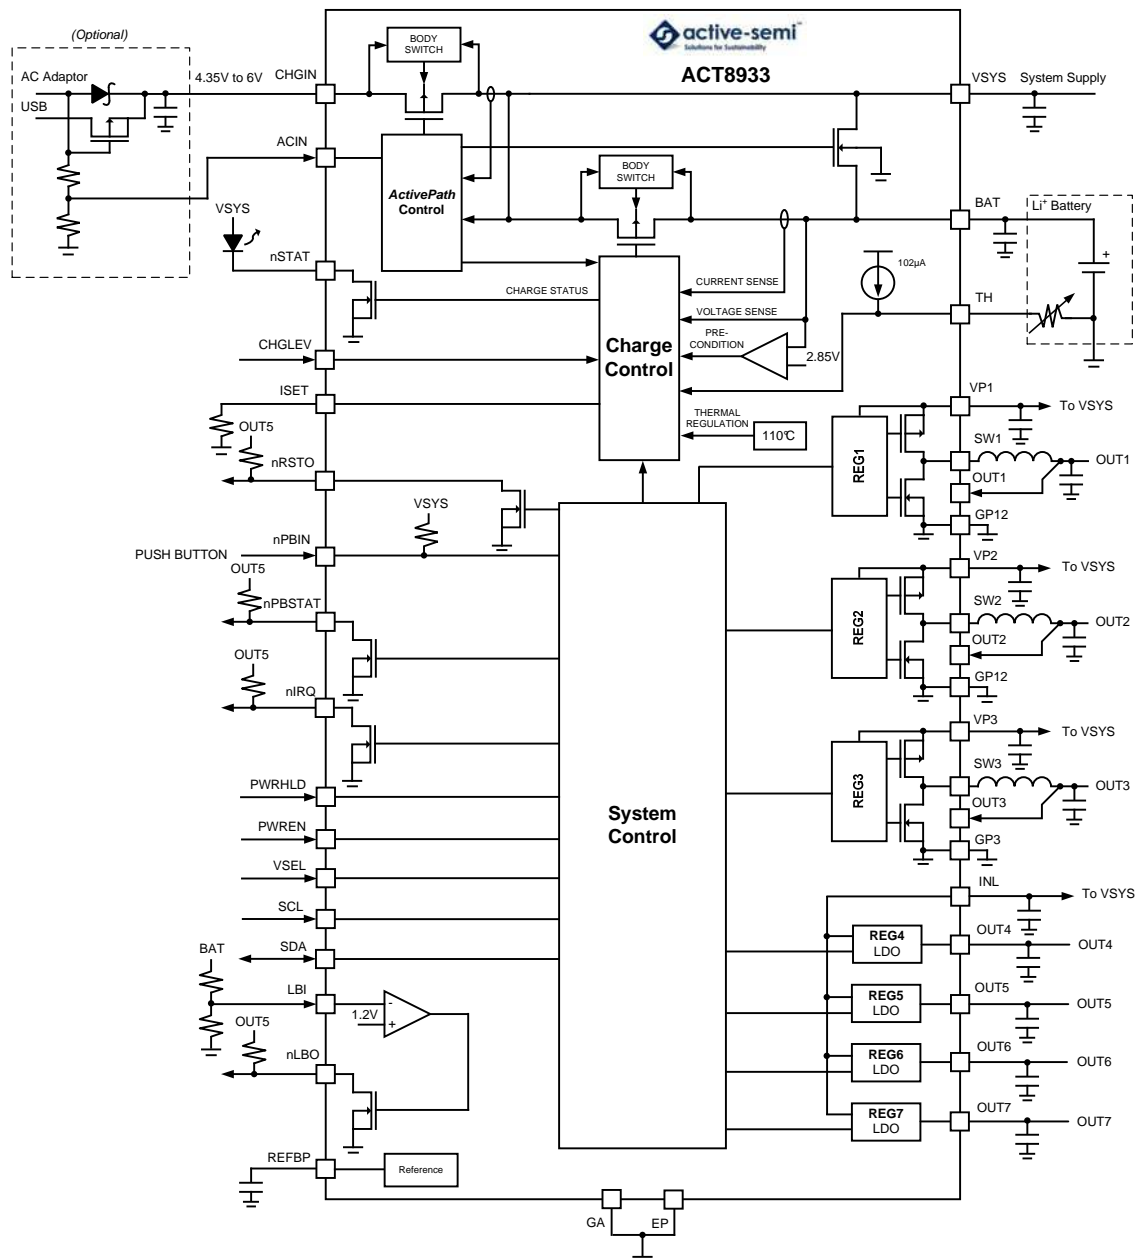 (Optional)
AC Adaptor
USB
4.35V to 6V
CHGIN
ACIN
VSYS
nSTAT
CHGLEV
ISET
OUT5
nRSTO
VSYS
nPBIN
PUSH BUTTON
OUT5
nPBSTAT
OUT5
nIRQ
PWRHLD
PWREN
VSEL
SCL
SDA
BAT
LBI
1.2V
-
+
OUT5
nLBO
REFBP
Reference
BODY
SWITCH
active-semi™
Solutions for Sustainability
ACT8933
ActivePath
Control
BODY
SWITCH
CHARGE STATUS
CURRENT SENSE
VOLTAGE SENSE
PRE-
CONDITION
2.85V
102µA
Charge
Control
THERMAL
REGULATION
110°C
System
Control
VSYS
System Supply
BAT
Li+ Battery
+
TH
VP1
To VSYS
REG1
SW1
OUT1
OUT1
GP12
VP2
To VSYS
REG2
SW2
OUT2
OUT2
GP12
VP3
To VSYS
REG3
SW3
OUT3
OUT3
GP3
INL
To VSYS
REG4
LDO
OUT4
OUT4
REG5
LDO
OUT5
OUT5
REG6
LDO
OUT6
OUT6
REG7
LDO
OUT7
OUT7
GA
EP